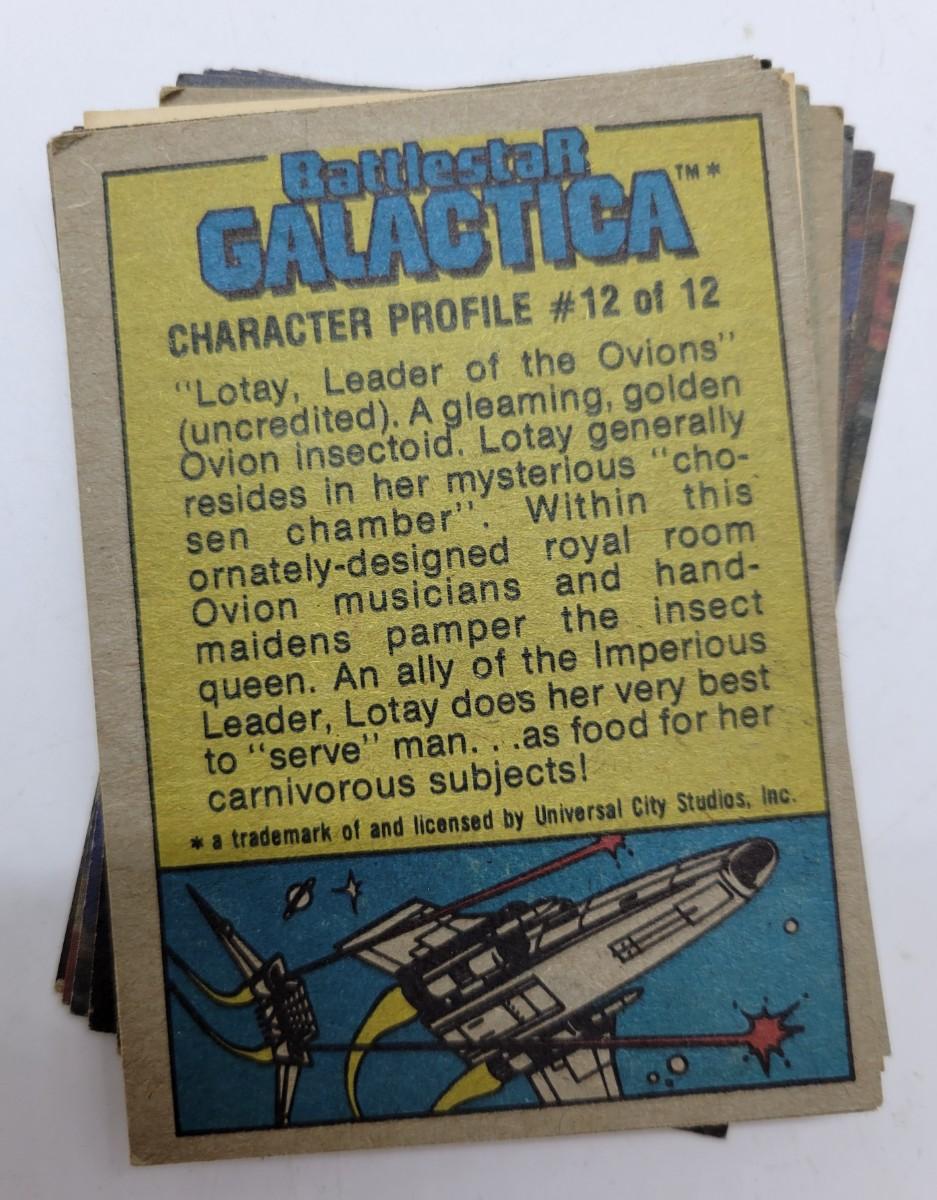 BattlestaR
GALACTICA™*
CHARACTER PROFILE #12 of 12
“Lotay, Leader of the Ovions”
(uncredited). A gleaming, golden
Ovion insectoid. Lotay generally
resides in her mysterious “cho-
sen chamber”. Within this
ornately-designed royal room
Ovion musicians and hand-
maidens pamper the insect
queen. An ally of the Imperious
Leader, Lotay does her very best
to “serve” man. . .as food for her
carnivorous subjects!
* a trademark of and licensed by Universal City Studios, Inc.